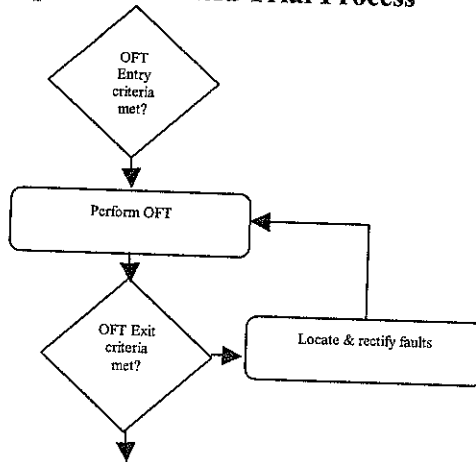 Trial Process
OFT
Entry
criteria
met?
Perform OFT
OFT Exit
criteria
met?
Locate & rectify faults